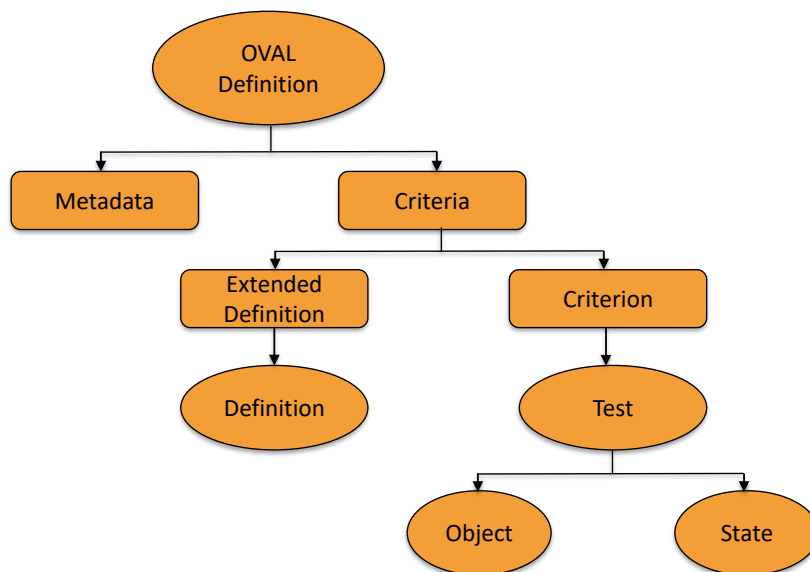 OVAL
Definition
Metadata
Criteria
Extended
Definition
Criterion
Definition
Test
Object
State